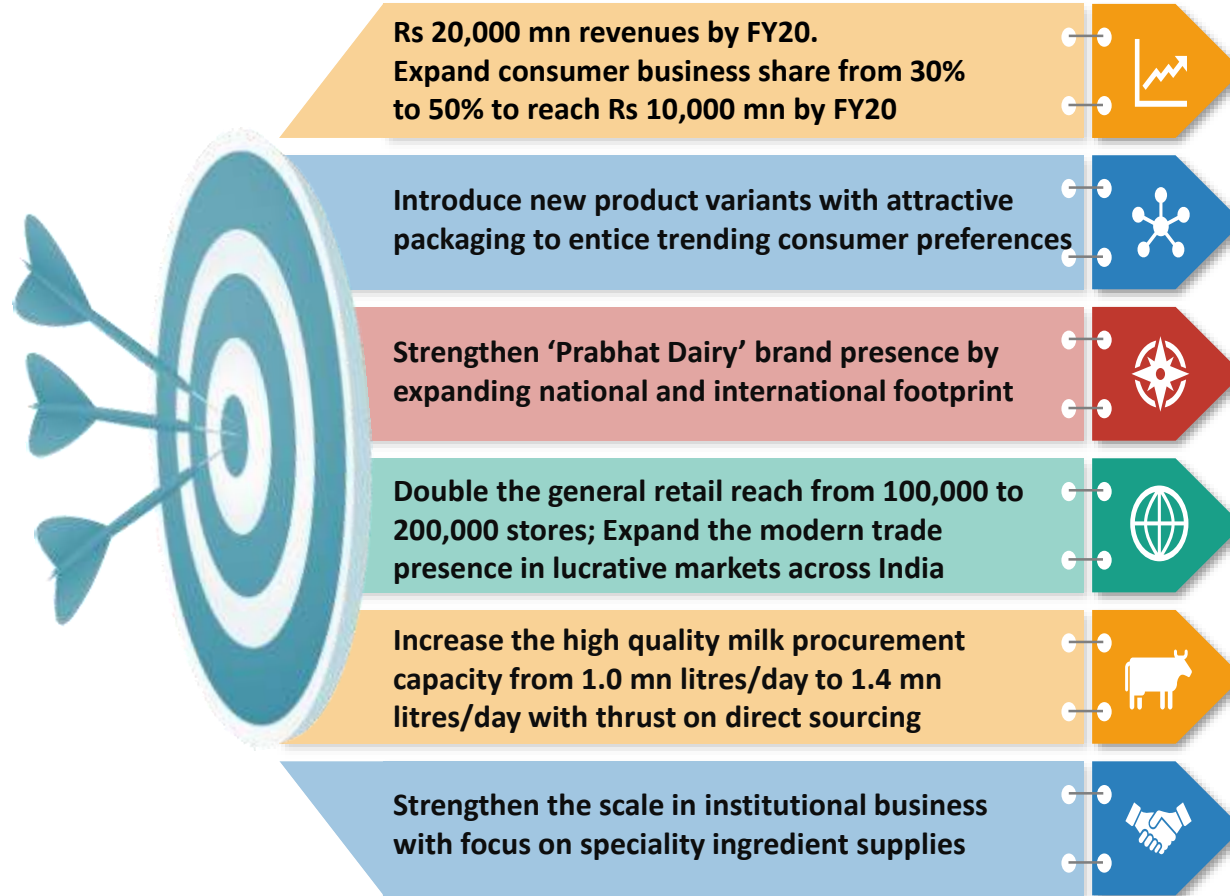 Rs 20,000 mn revenues by FY20.
Expand consumer business share from 30%
to 50% to reach Rs 10,000 mn by FY20
Introduce new product variants with attractive
packaging to entice trending consumer preferences
Strengthen ‘Prabhat Dairy’ brand presence by
expanding national and international footprint
Double the general retail reach from 100,000 to
200,000 stores; Expand the modern trade
presence in lucrative markets across India
Increase the high quality milk procurement
capacity from 1.0 mn litres/day to 1.4 mn
litres/day with thrust on direct sourcing
Strengthen the scale in institutional business
with focus on speciality ingredient supplies